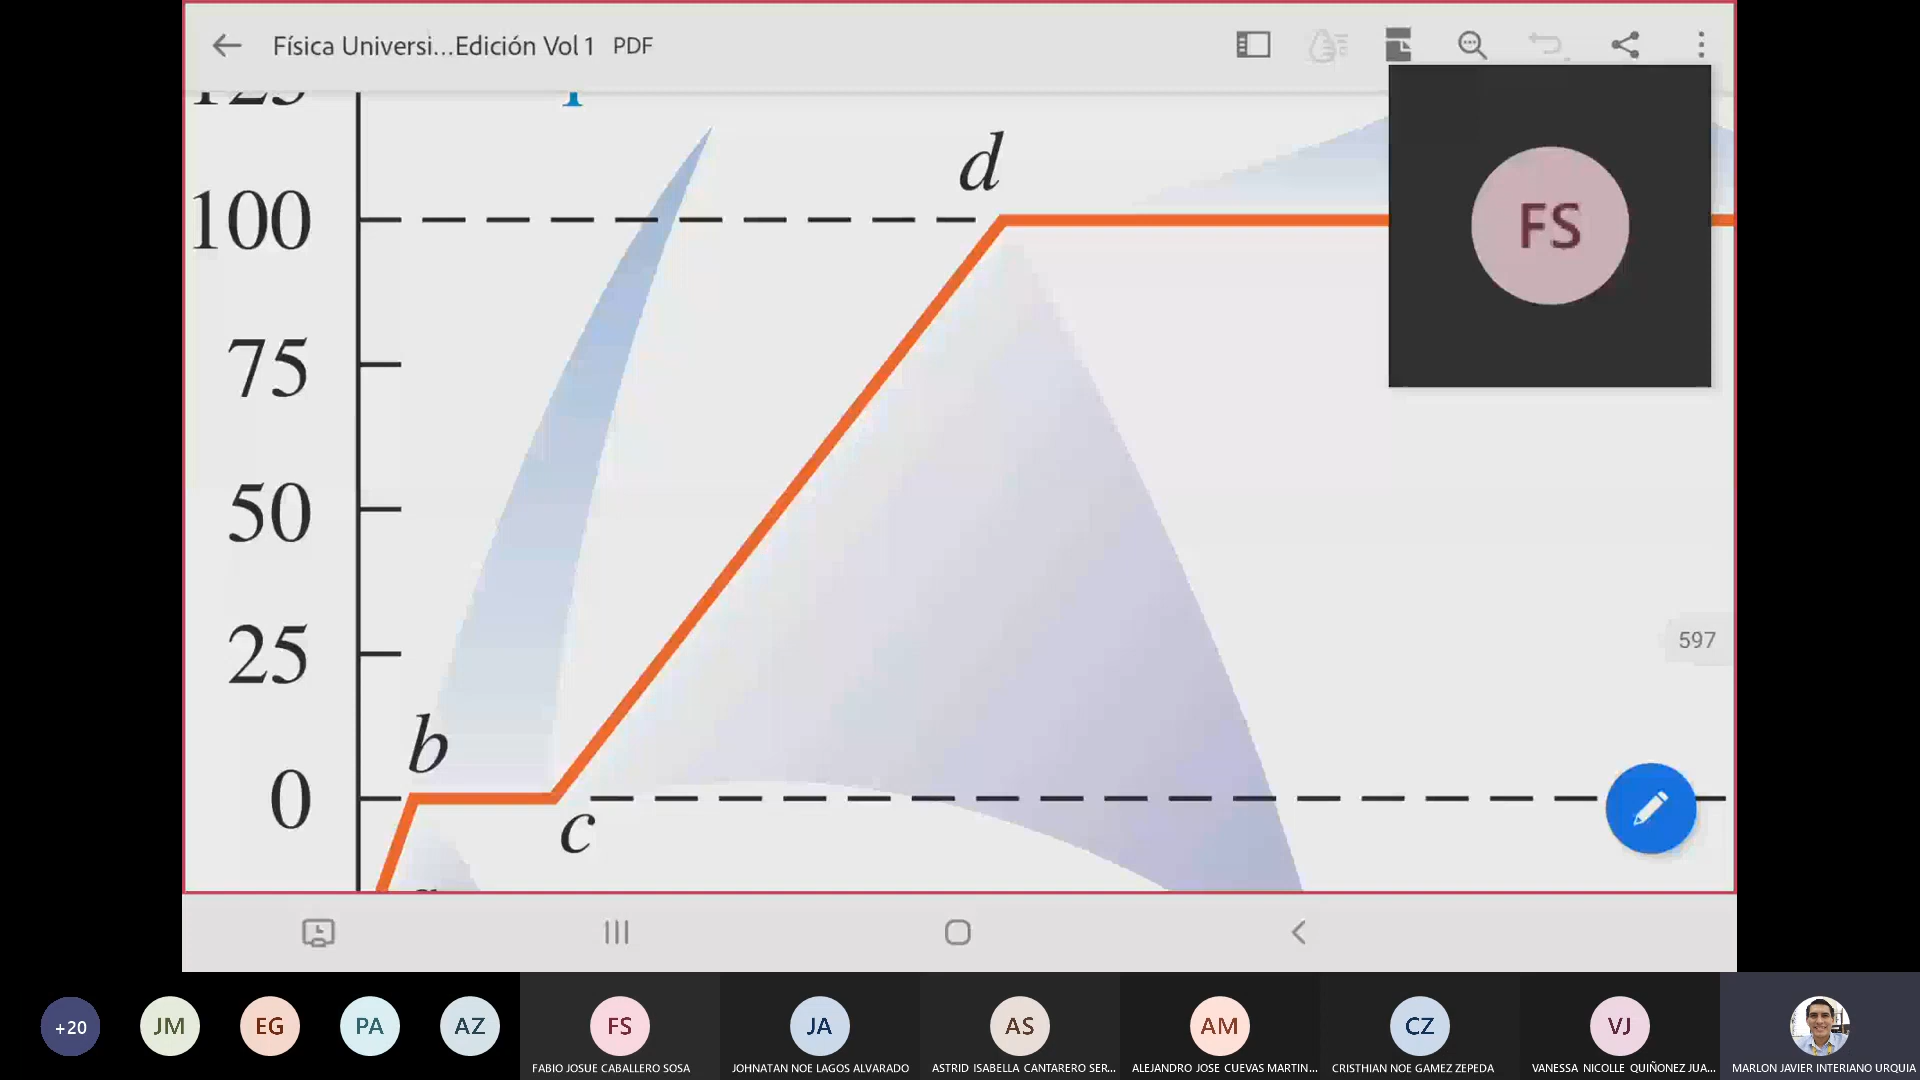 Física Universi...Edición Vol 1 PDF
125
d
100
FS
75
50
597
25
b
0
c
+20
JM
EG
PA
AZ
FS
JA
AS
AM
CZ
VJ
FABIO JOSUE CABALLERO SOSA
JOHNATAN NOE LAGOS ALVARADO
ASTRID ISABELLA CANTARERO SER...
ALEJANDRO JOSE CUEVAS MARTIN...
CRISTHIAN NOE GAMEZ ZEPEDA
VANESSA NICOLLE QUIÑONEZ JUA...
MARLON JAVIER INTERIANO URQUIA